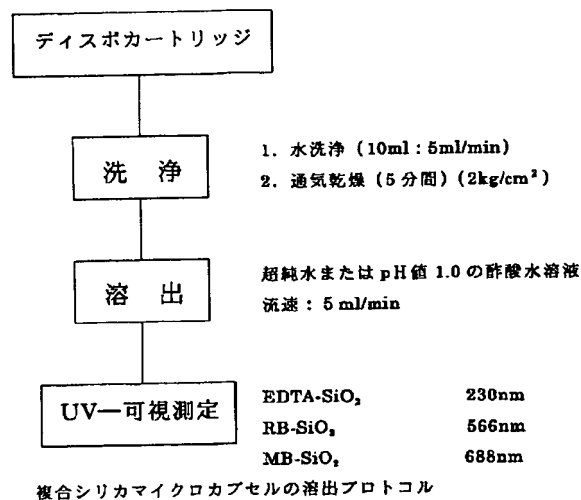 ディスポカートリッジ
洗 浄
1. 水洗浄（10ml：5ml/min）
2. 通気乾燥（5分間）（2kg/cm²）
溶 出
超純水またはpH値1.0の酢酸水溶液
流速：5 ml/min
UV―可視測定
EDTA-SiO₂ 230nm
RB-SiO₂ 566nm
MB-SiO₂ 688nm
複合シリカマイクロカプセルの溶出プロトコル